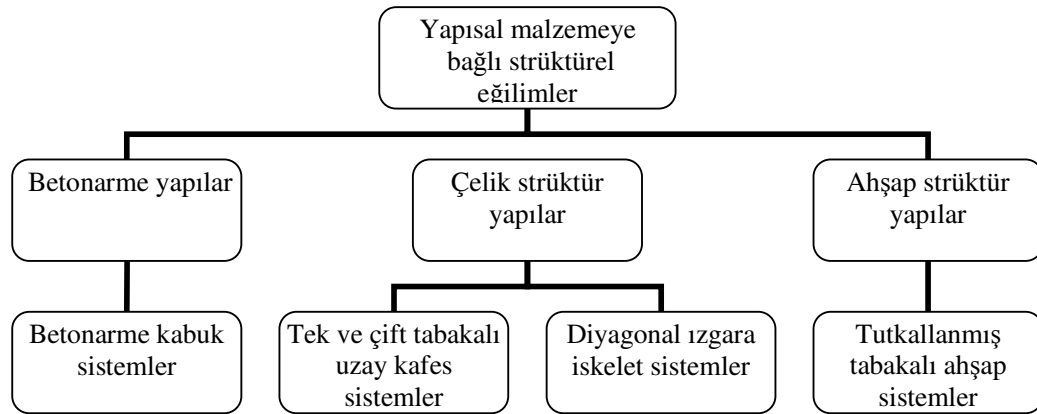 Yapısal malzemeye
bağlı strüktürel
eğilimler
Betonarme yapılar
Çelik strüktür
yapılar
Ahşap strüktür
yapılar
Betonarme kabuk
sistemler
Tek ve çift tabakalı
uzay kafes
sistemler
Diyagonal ızgara
iskelet sistemler
Tutkallanmış
tabakalı ahşap
sistemler